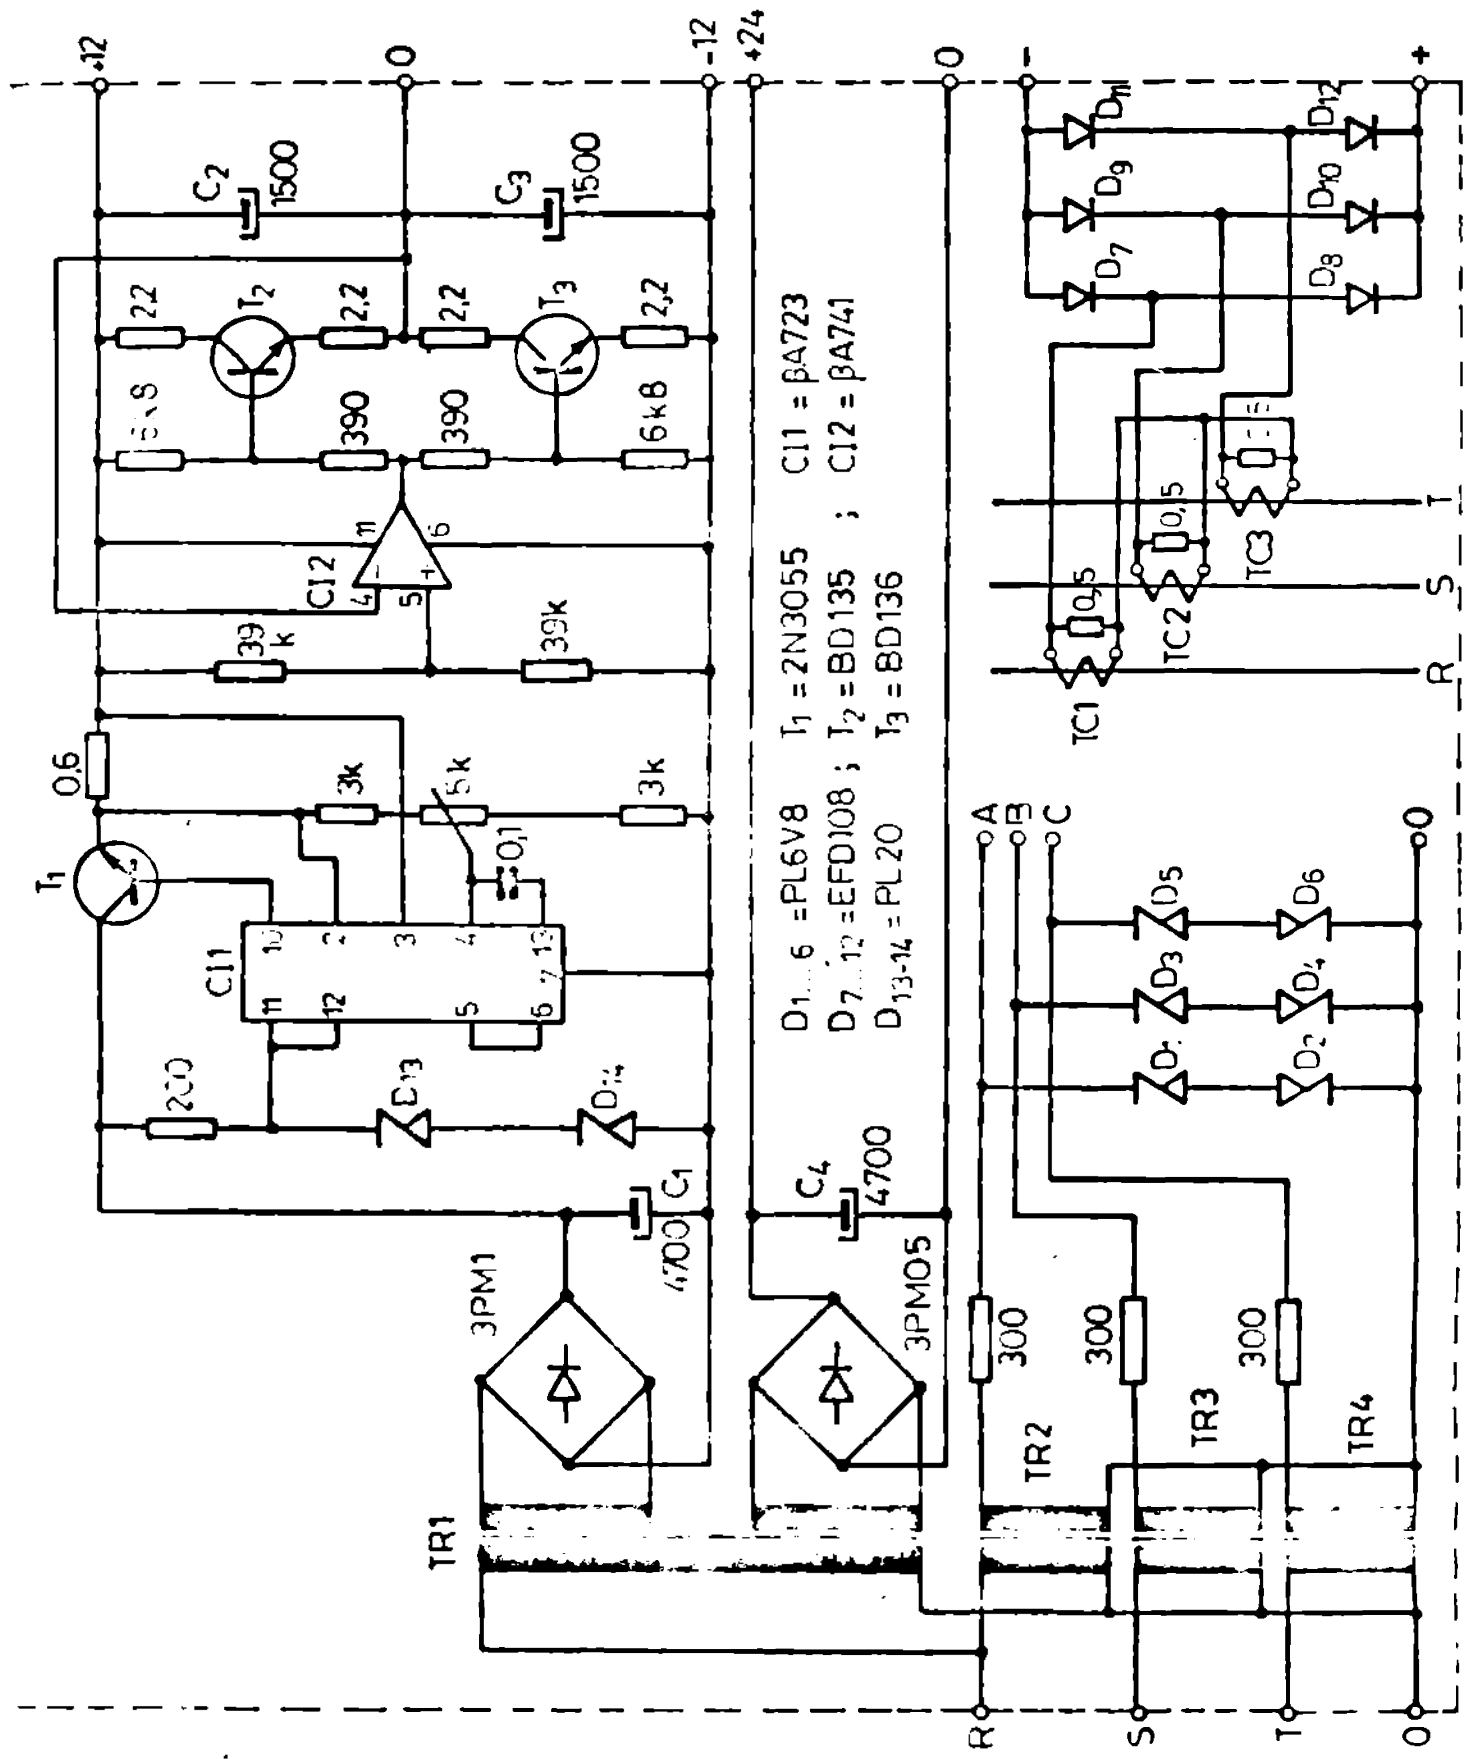 +12
0
-12
+24
0
-
+
C2
1500
C3
1500
2,2
T2
2,2
2,2
T3
2,2
390
390
6k8
CI2
11
6
4
5
-
+
39
k
39k
0,6
3k
5k
3k
0,1
T1
CI1
10
2
3
4
13
7
11
12
5
6
200
D13
D14
C1
4700
3PM1
C4
4700
3PM05
TR1
D1...6 =PL6V8 T1 = 2N3055 CI1 = βA723
D7...12 =EFD108 ; T2 = BD135 ; CI2 = βA741
D13-14 = PL20 T3 = BD136
D11
D12
D9
D10
D7
D8
0,5
0,5
TC1
TC2
TC3
R
S
T
A
B
C
0
D5
D6
D3
D4
D1
D2
300
300
300
TR2
TR3
TR4
R
S
T
0